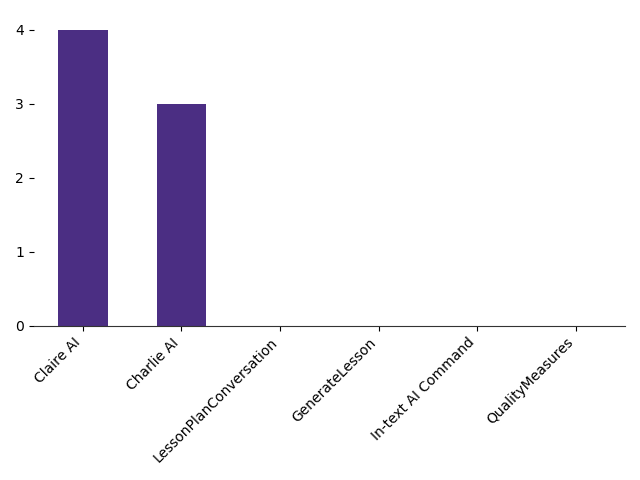 4
3
2
1
0
Claire AI
Charlie AI
LessonPlanConversation
GenerateLesson
In-text AI Command
QualityMeasures